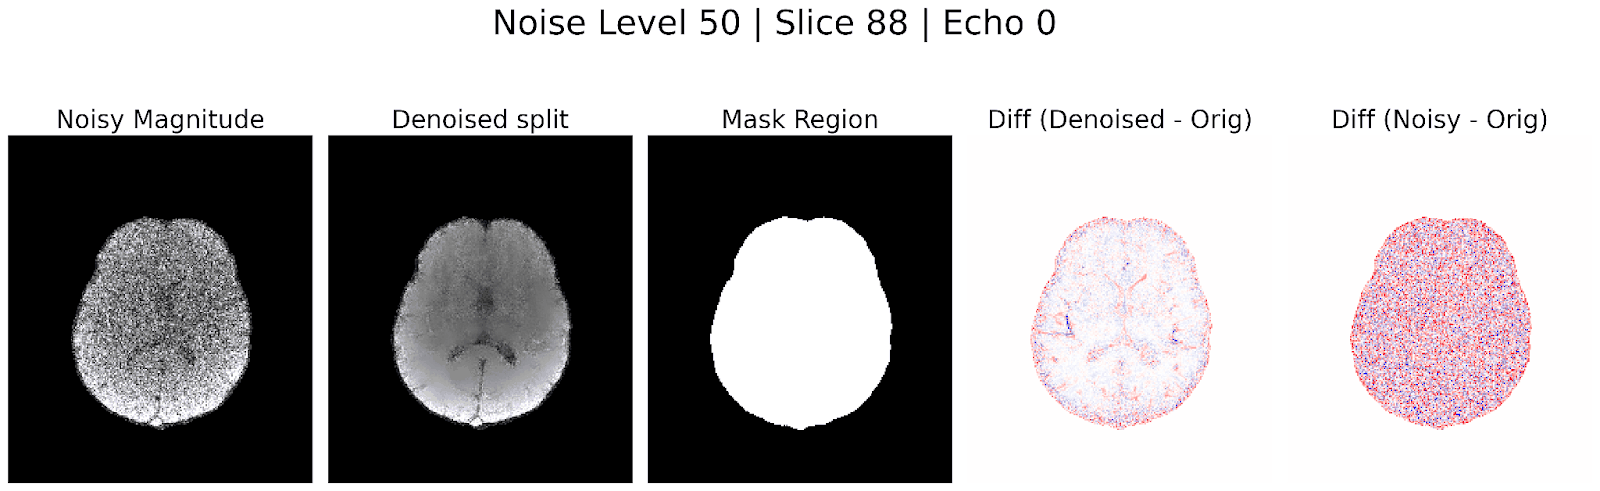 Noise Level 50 | Slice 88 | Echo 0
Noisy Magnitude
Denoised split
Mask Region
Diff (Denoised - Orig)
Diff (Noisy - Orig)